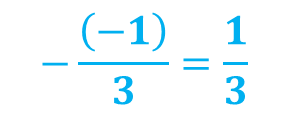 − (−1)/3 = 1/3